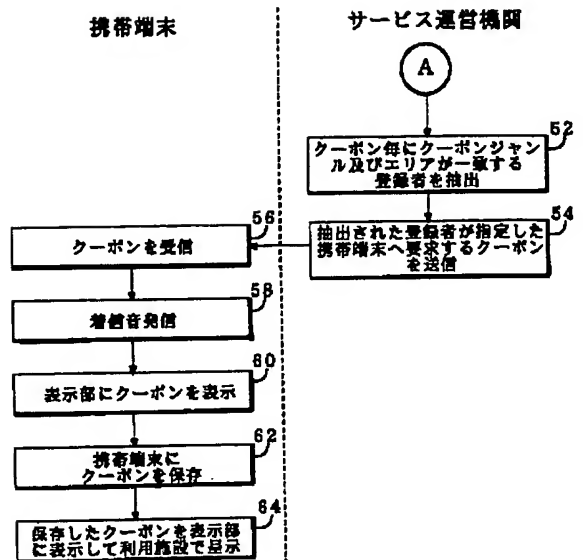 携帯端末
サービス運営機関
A
52
クーポン毎にクーポンジャン
ル及びエリアが一致する
登録者を抽出
54
抽出された登録者が指定した
携帯端末へ要求するクーポン
を送信
56
クーポンを受信
58
着信音発信
60
表示部にクーポンを表示
62
携帯端末に
クーポンを保存
64
保存したクーポンを表示部
に表示して利用施設で呈示